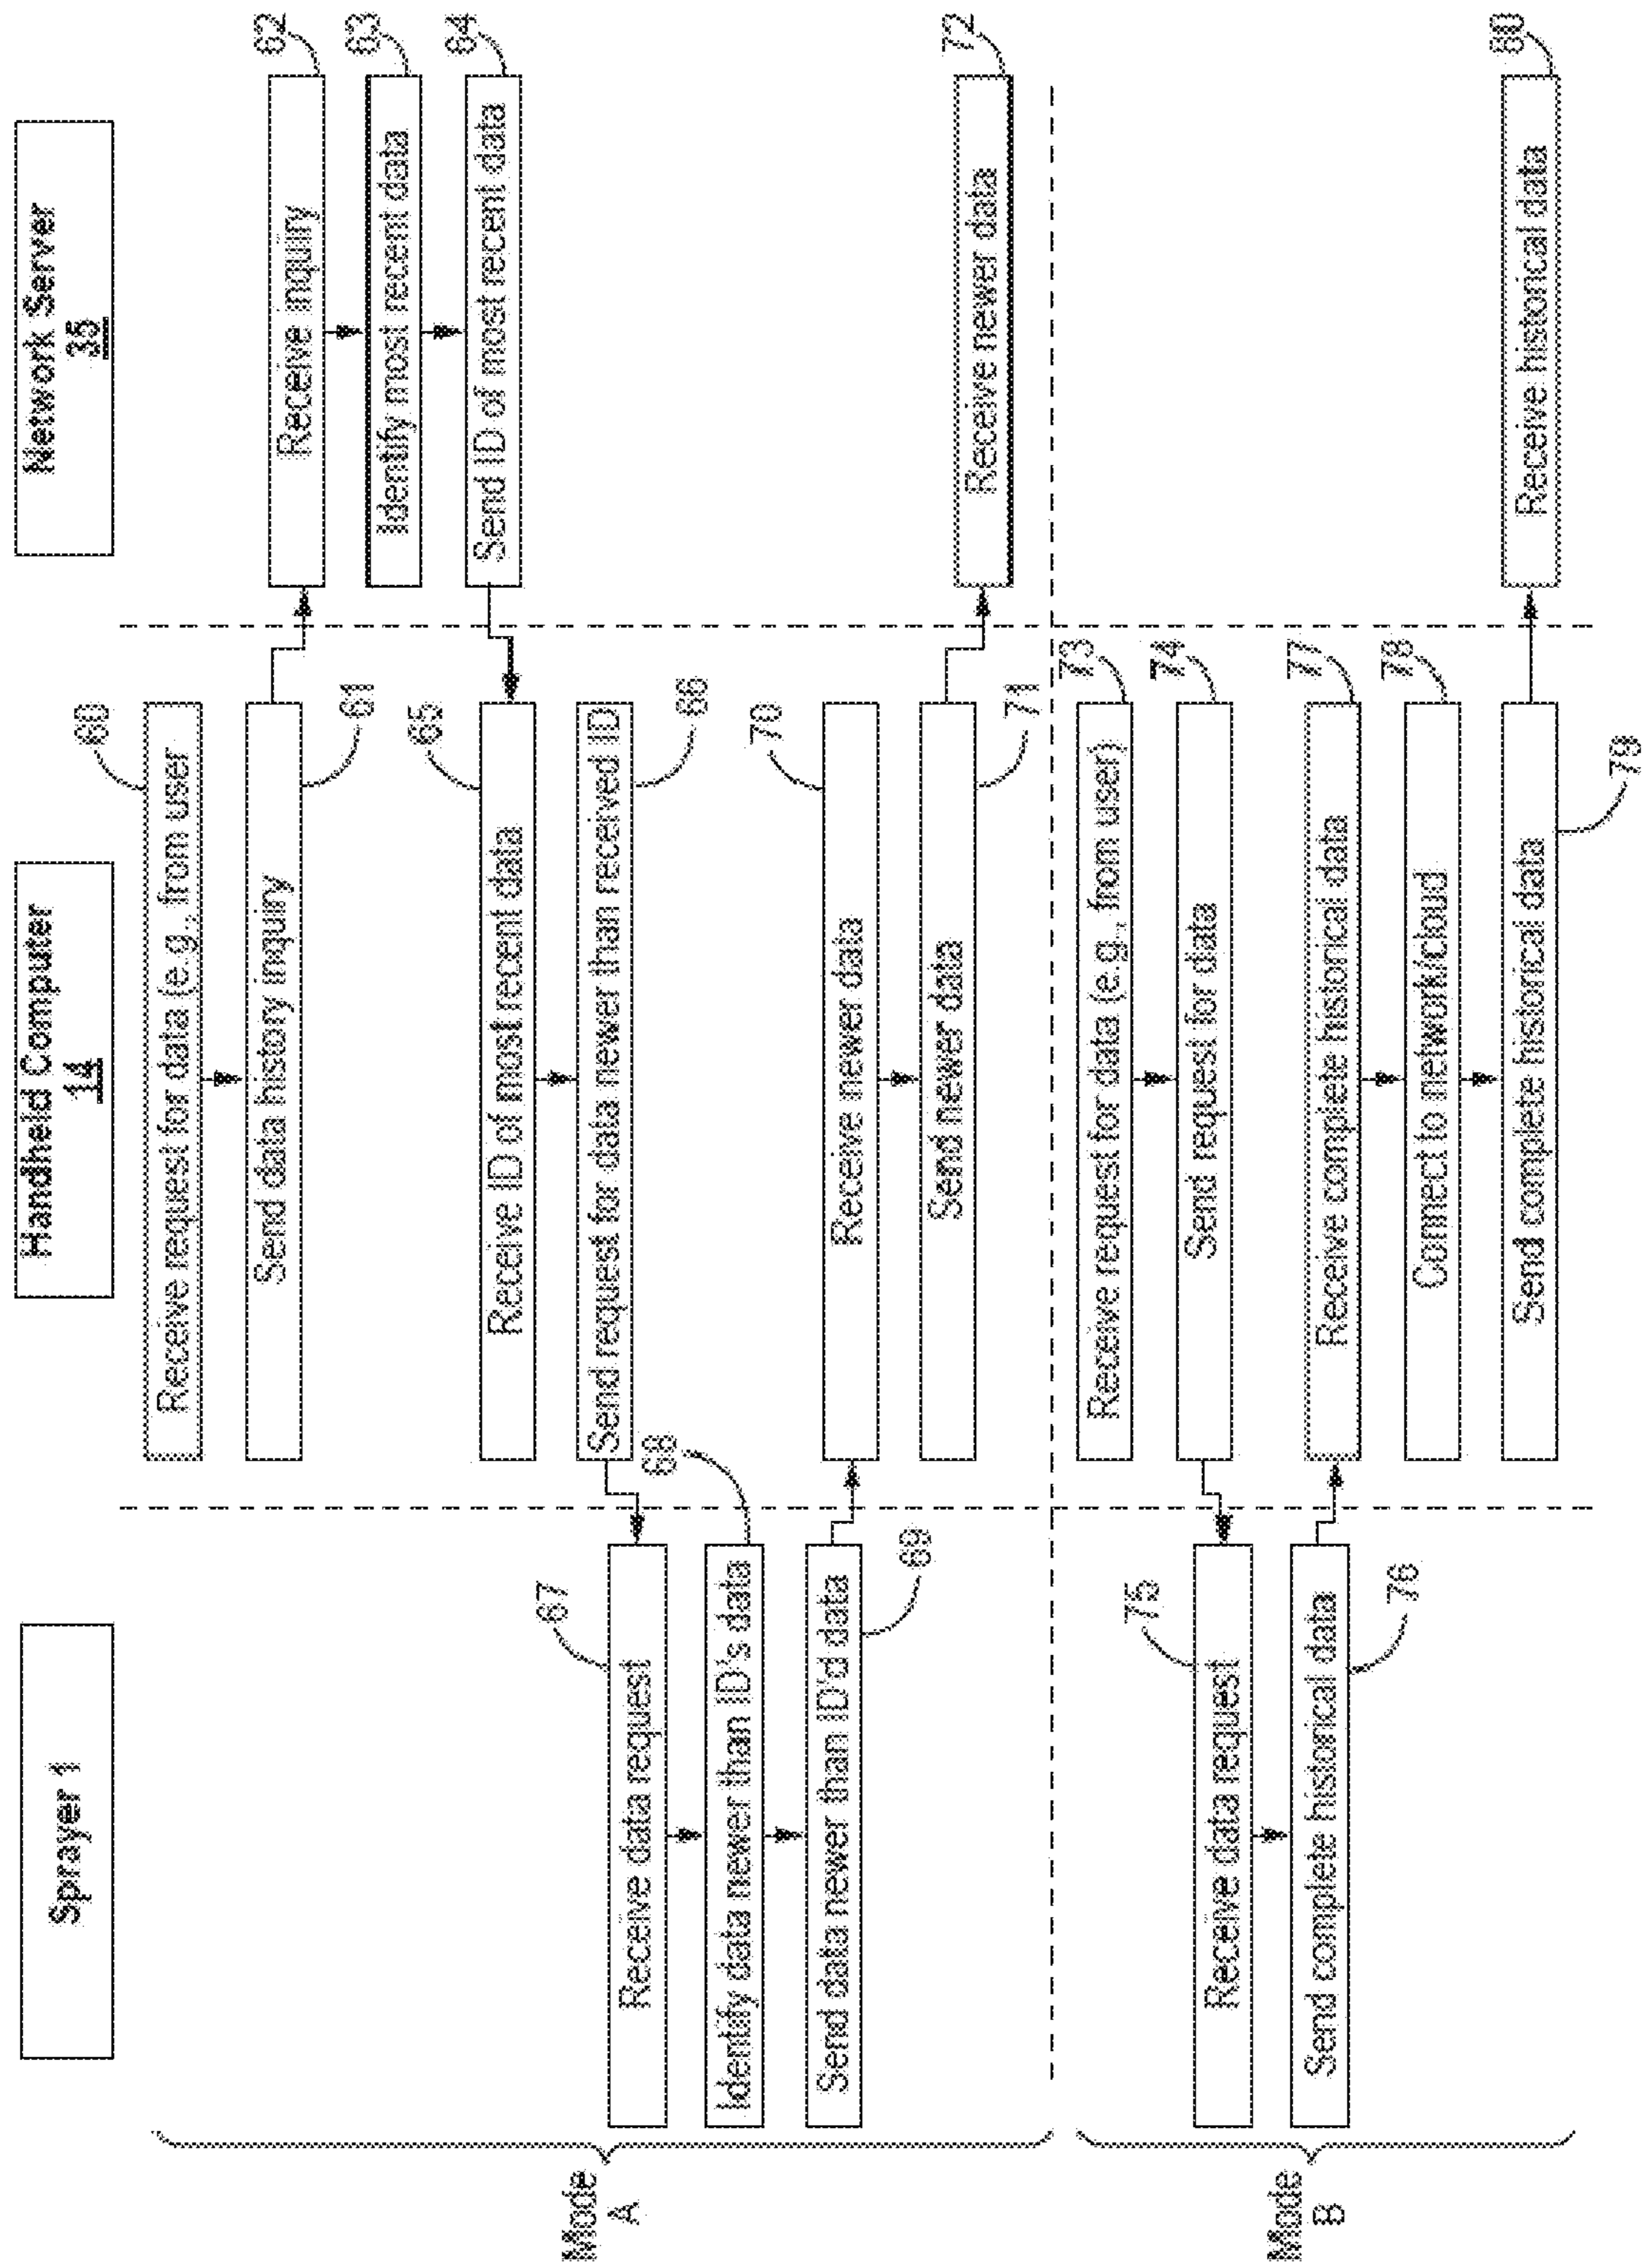 Sprayer 1
Handheld Computer
14
Network Server
35
Mode
A
Receive request for data (e.g., from user
60
Send data history inquiry
61
Receive inquiry
62
Identify most recent data
63
Send ID of most recent data
64
Receive ID of most recent data
65
Send request for data newer than received ID
66
Receive data request
67
Identify data newer than ID's data
68
Send data newer than ID'd data
69
Receive newer data
70
Send newer data
71
Receive newer data
72
Mode
B
Receive request for data (e.g., from user)
73
Send request for data
74
Receive data request
75
Send complete historical data
76
Receive complete historical data
77
Connect to network/cloud
78
Send complete historical data
79
Receive historical data
80